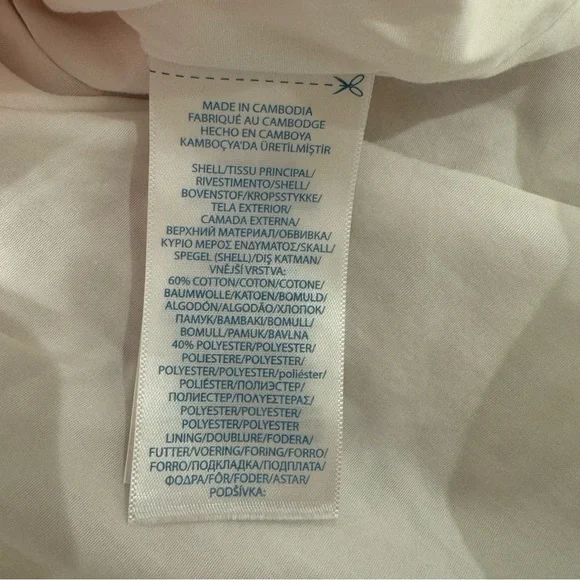 MADE IN CAMBODIA
FABRIQUÉ AU CAMBODGE
HECHO EN CAMBOYA
KAMBOÇYA'DA ÜRETİLMİŞTİR
SHELL/TISSU PRINCIPAL/
RIVESTIMENTO/SHELL/
BOVENSTOF/KROPSSTYKKE/
TELA EXTERIOR/
CAMADA EXTERNA/
ВЕРХНИЙ МАТЕРИАЛ/ОБВИВКА/
ΚΥΡΙΟ ΜΕΡΟΣ ΕΝΔΥΜΑΤΟΣ/SKALL/
SPEGEL (SHELL)/DIŞ KATMAN/
VNĚJŠÍ VRSTVA:
60% COTTON/COTON/COTONE/
BAUMWOLLE/KATOEN/BOMULD/
ALGODÓN/ALGODÃO/ХЛОПОК/
ПАМУК/ΒΑΜΒΑΚΙ/BOMULL/
BOMULL/PAMUK/BAVLNA
40% POLYESTER/POLYESTER/
POLIESTERE/POLYESTER/
POLYESTER/POLYESTER/poliéster/
POLIÉSTER/ПОЛИЭСТЕР/
ПОЛИЕСТЕР/ΠΟΛΥΕΣΤΕΡΑΣ/
POLYESTER/POLYESTER/
POLYESTER/POLYESTER
LINING/DOUBLURE/FODERA/
FUTTER/VOERING/FORING/FORRO/
FORRO/ПОДКЛАДКА/ПОДПЛАТА/
ΦΟΔΡΑ/FÔR/FODER/ASTAR/
PODŠÍVKA: